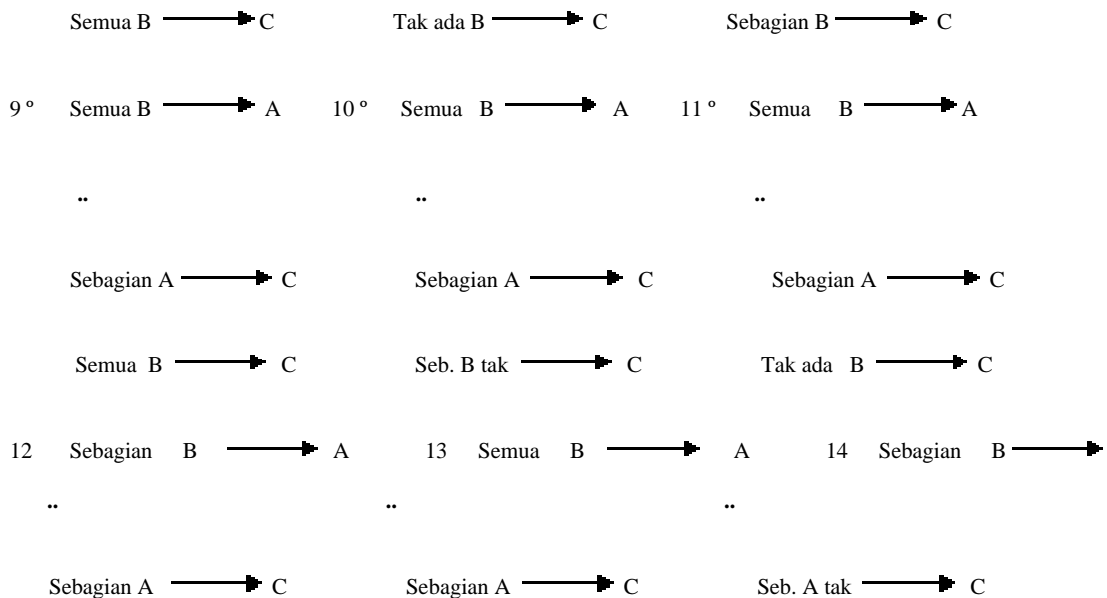 Semua B C Tak ada B C Sebagian B C
9 º Semua B A 10 º Semua B A 11 º Semua B A
.. .. ..
Sebagian A C Sebagian A C Sebagian A C
Semua B C Seb. B tak C Tak ada B C
12 Sebagian B A 13 Semua B A 14 Sebagian B
.. .. ..
Sebagian A C Sebagian A C Seb. A tak C